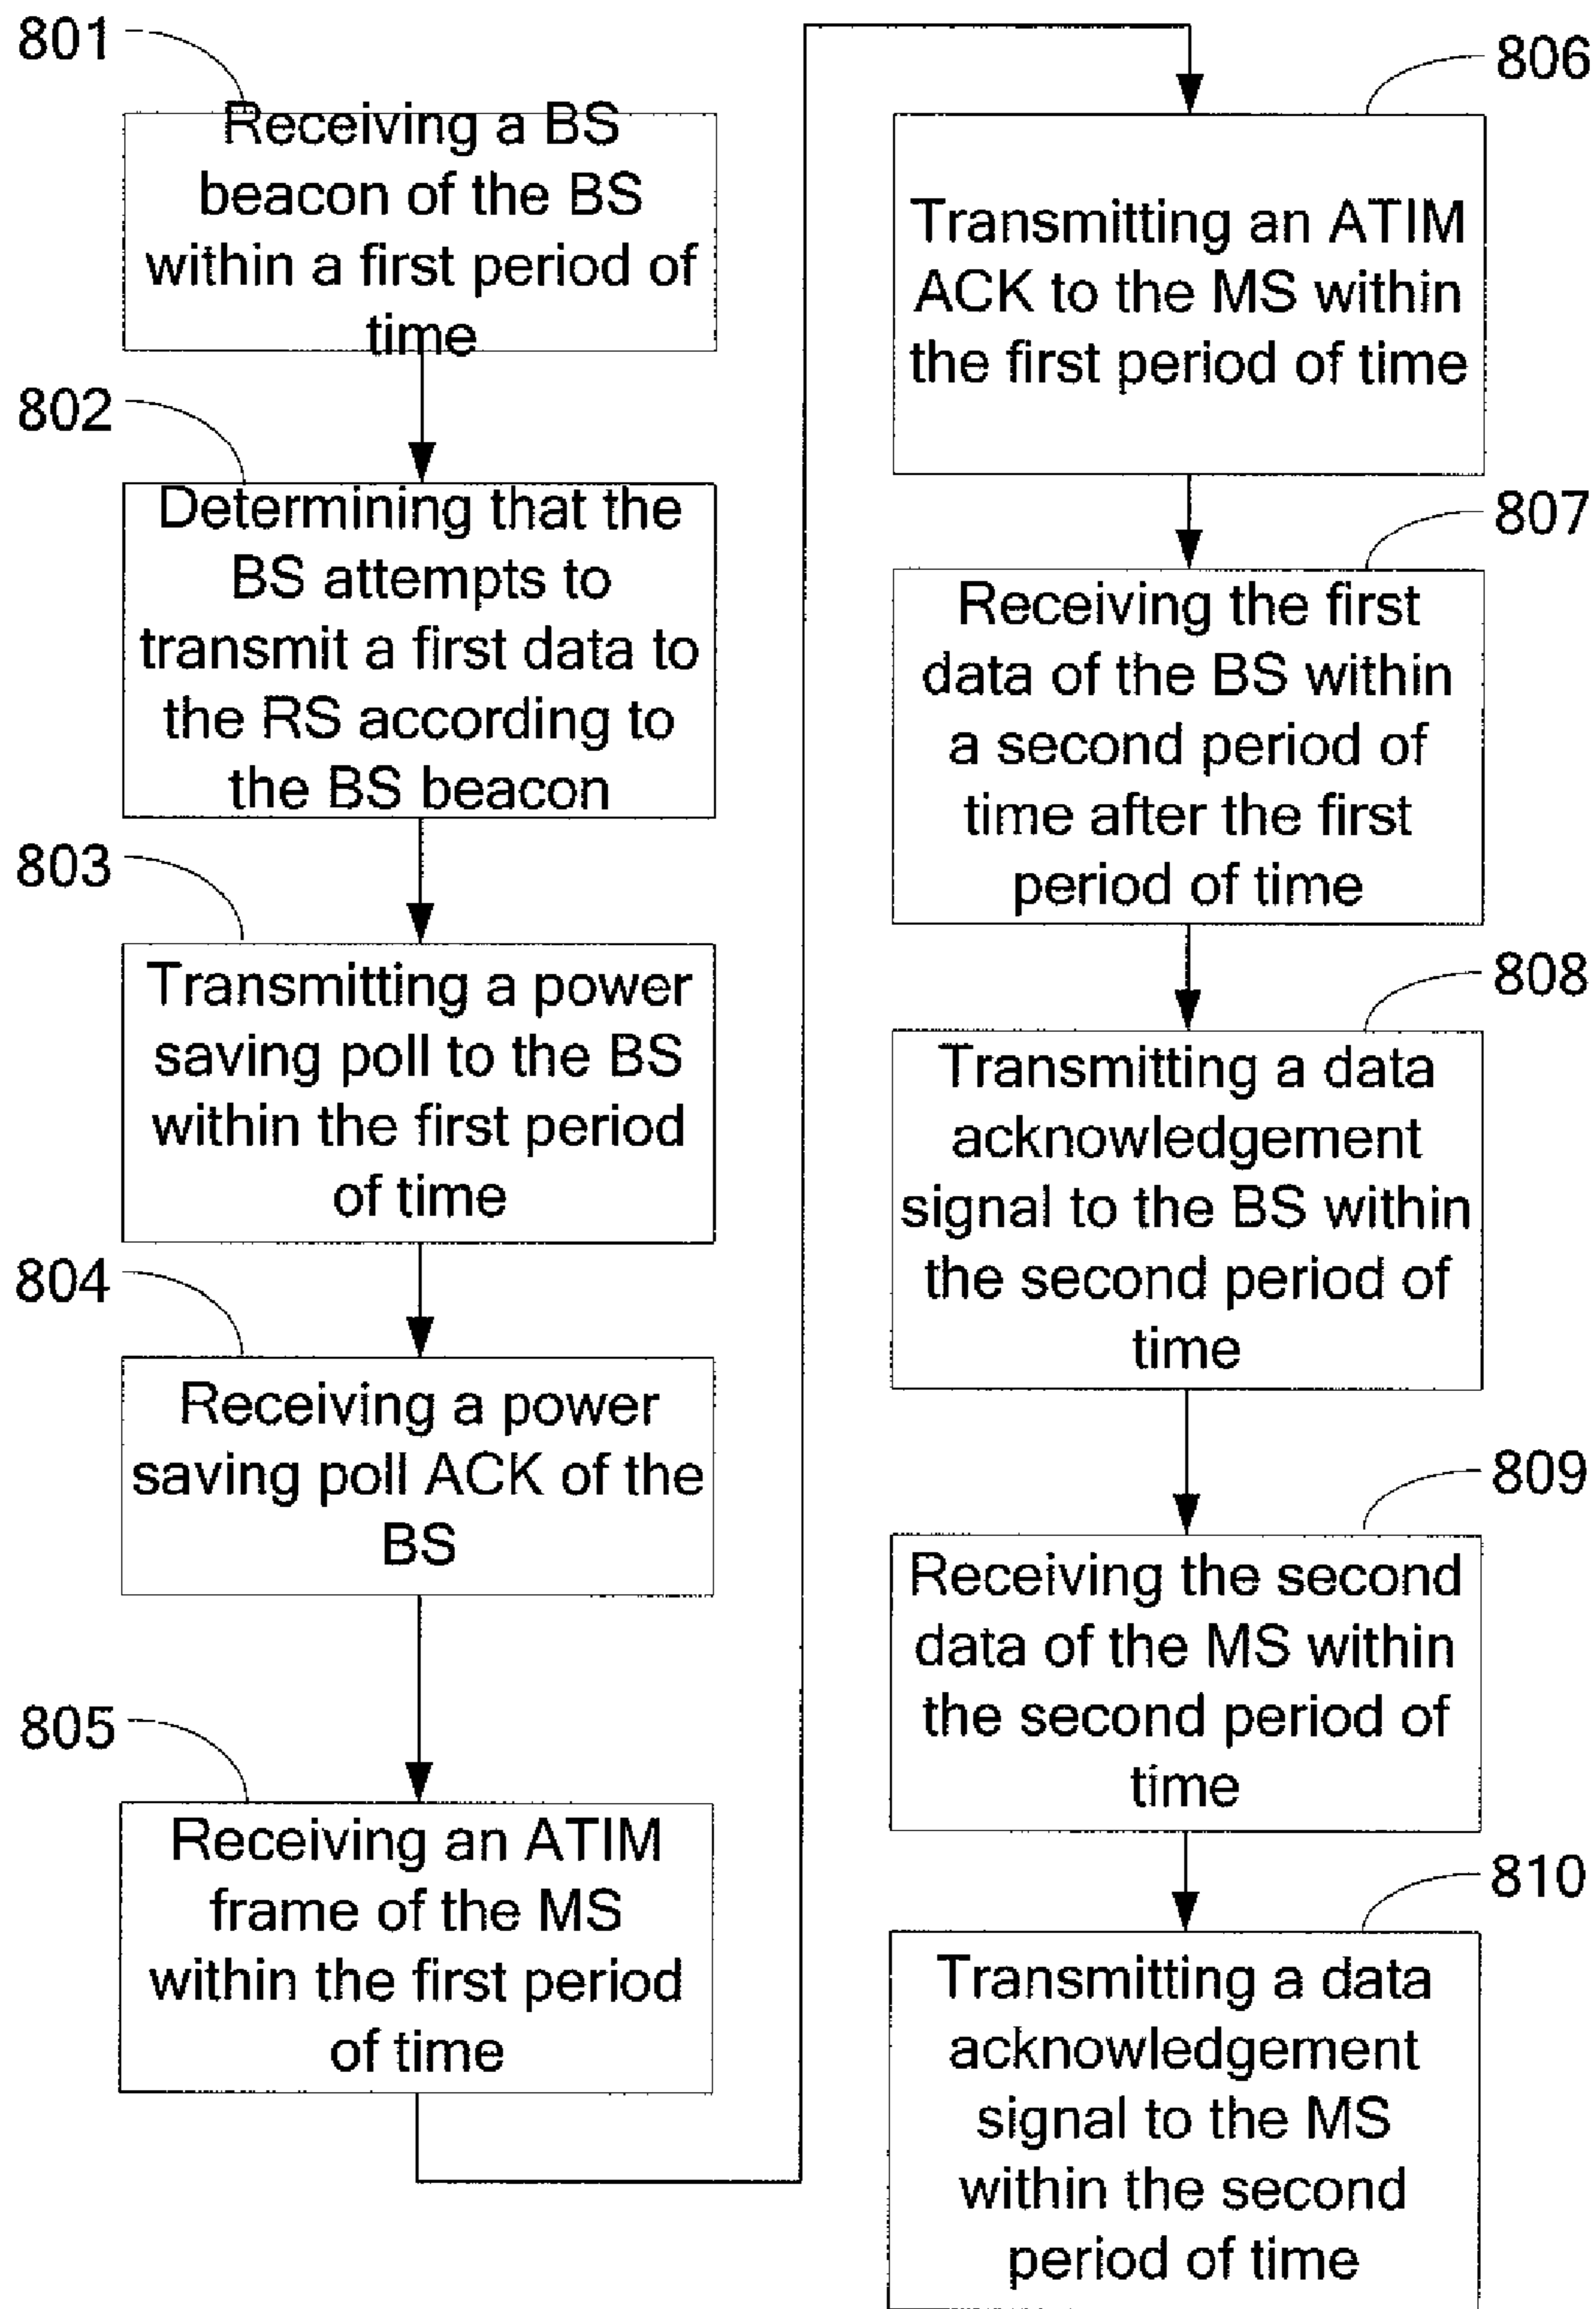 801
Receiving a BS
beacon of the BS
within a first period of
time
802
Determining that the
BS attempts to
transmit a first data to
the RS according to
the BS beacon
803
Transmitting a power
saving poll to the BS
within the first period
of time
804
Receiving a power
saving poll ACK of the
BS
805
Receiving an ATIM
frame of the MS
within the first period
of time
806
Transmitting an ATIM
ACK to the MS within
the first period of time
807
Receiving the first
data of the BS within
a second period of
time after the first
period of time
808
Transmitting a data
acknowledgement
signal to the BS within
the second period of
time
809
Receiving the second
data of the MS within
the second period of
time
810
Transmitting a data
acknowledgement
signal to the MS
within the second
period of time